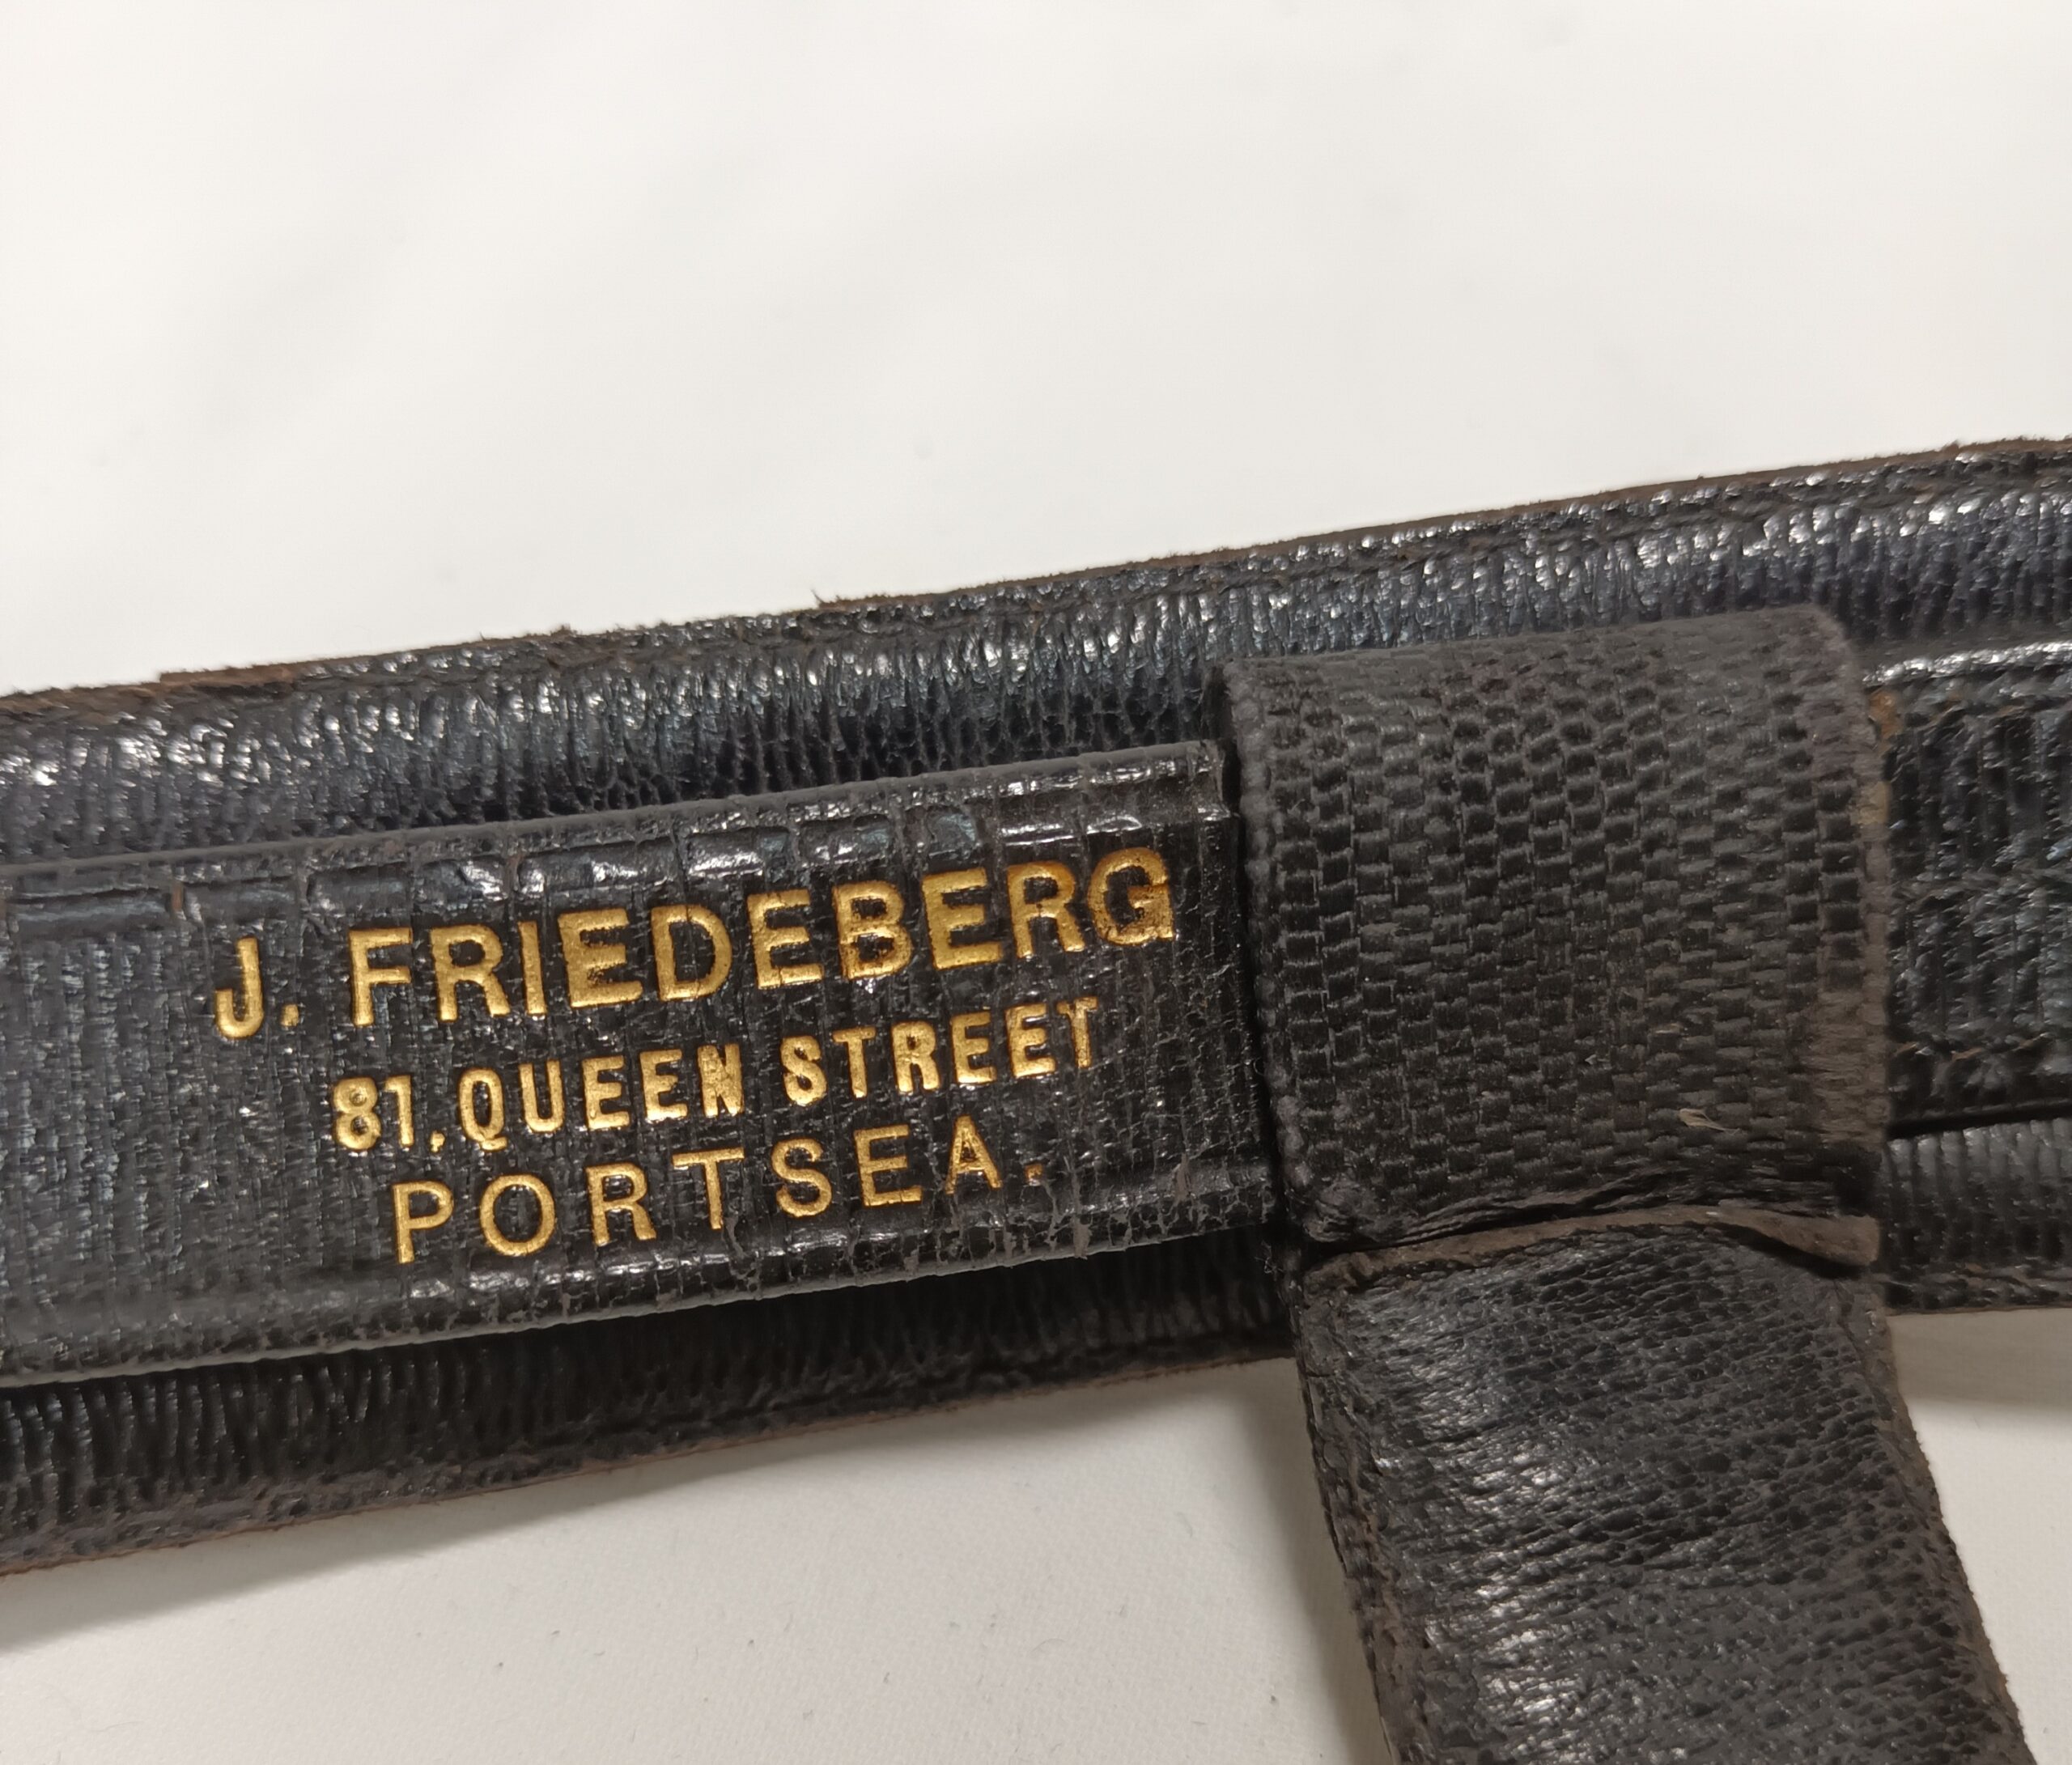 J. FRIEDEBERG
81, QUEEN STREET
PORTSEA.